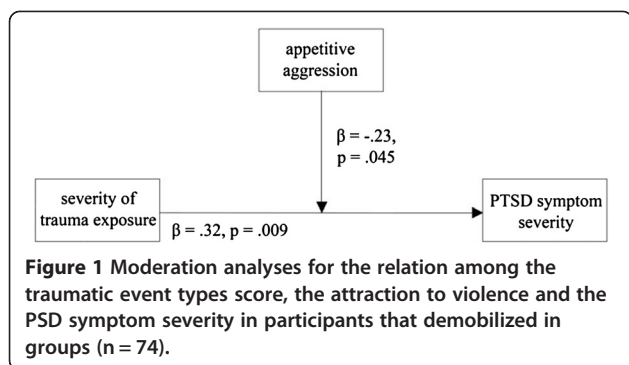 appetitive
aggression
β = -.23,
p = .045
severity of
trauma exposure
β = .32, p = .009
PTSD symptom
severity
Figure 1 Moderation analyses for the relation among the
traumatic event types score, the attraction to violence and the
PSD symptom severity in participants that demobilized in
groups (n = 74).